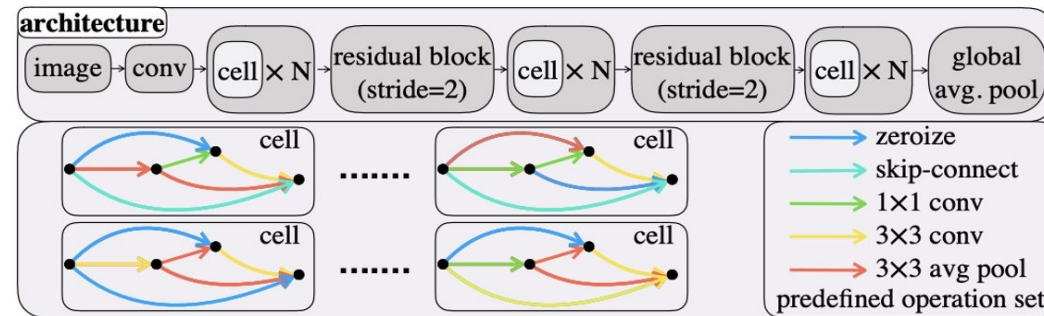 architecture
image
conv
cell × N
residual block
(stride=2)
cell × N
residual block
(stride=2)
cell × N
global
avg. pool
cell
cell
cell
cell
zeroize
skip-connect
1×1 conv
3×3 conv
3×3 avg pool
predefined operation set